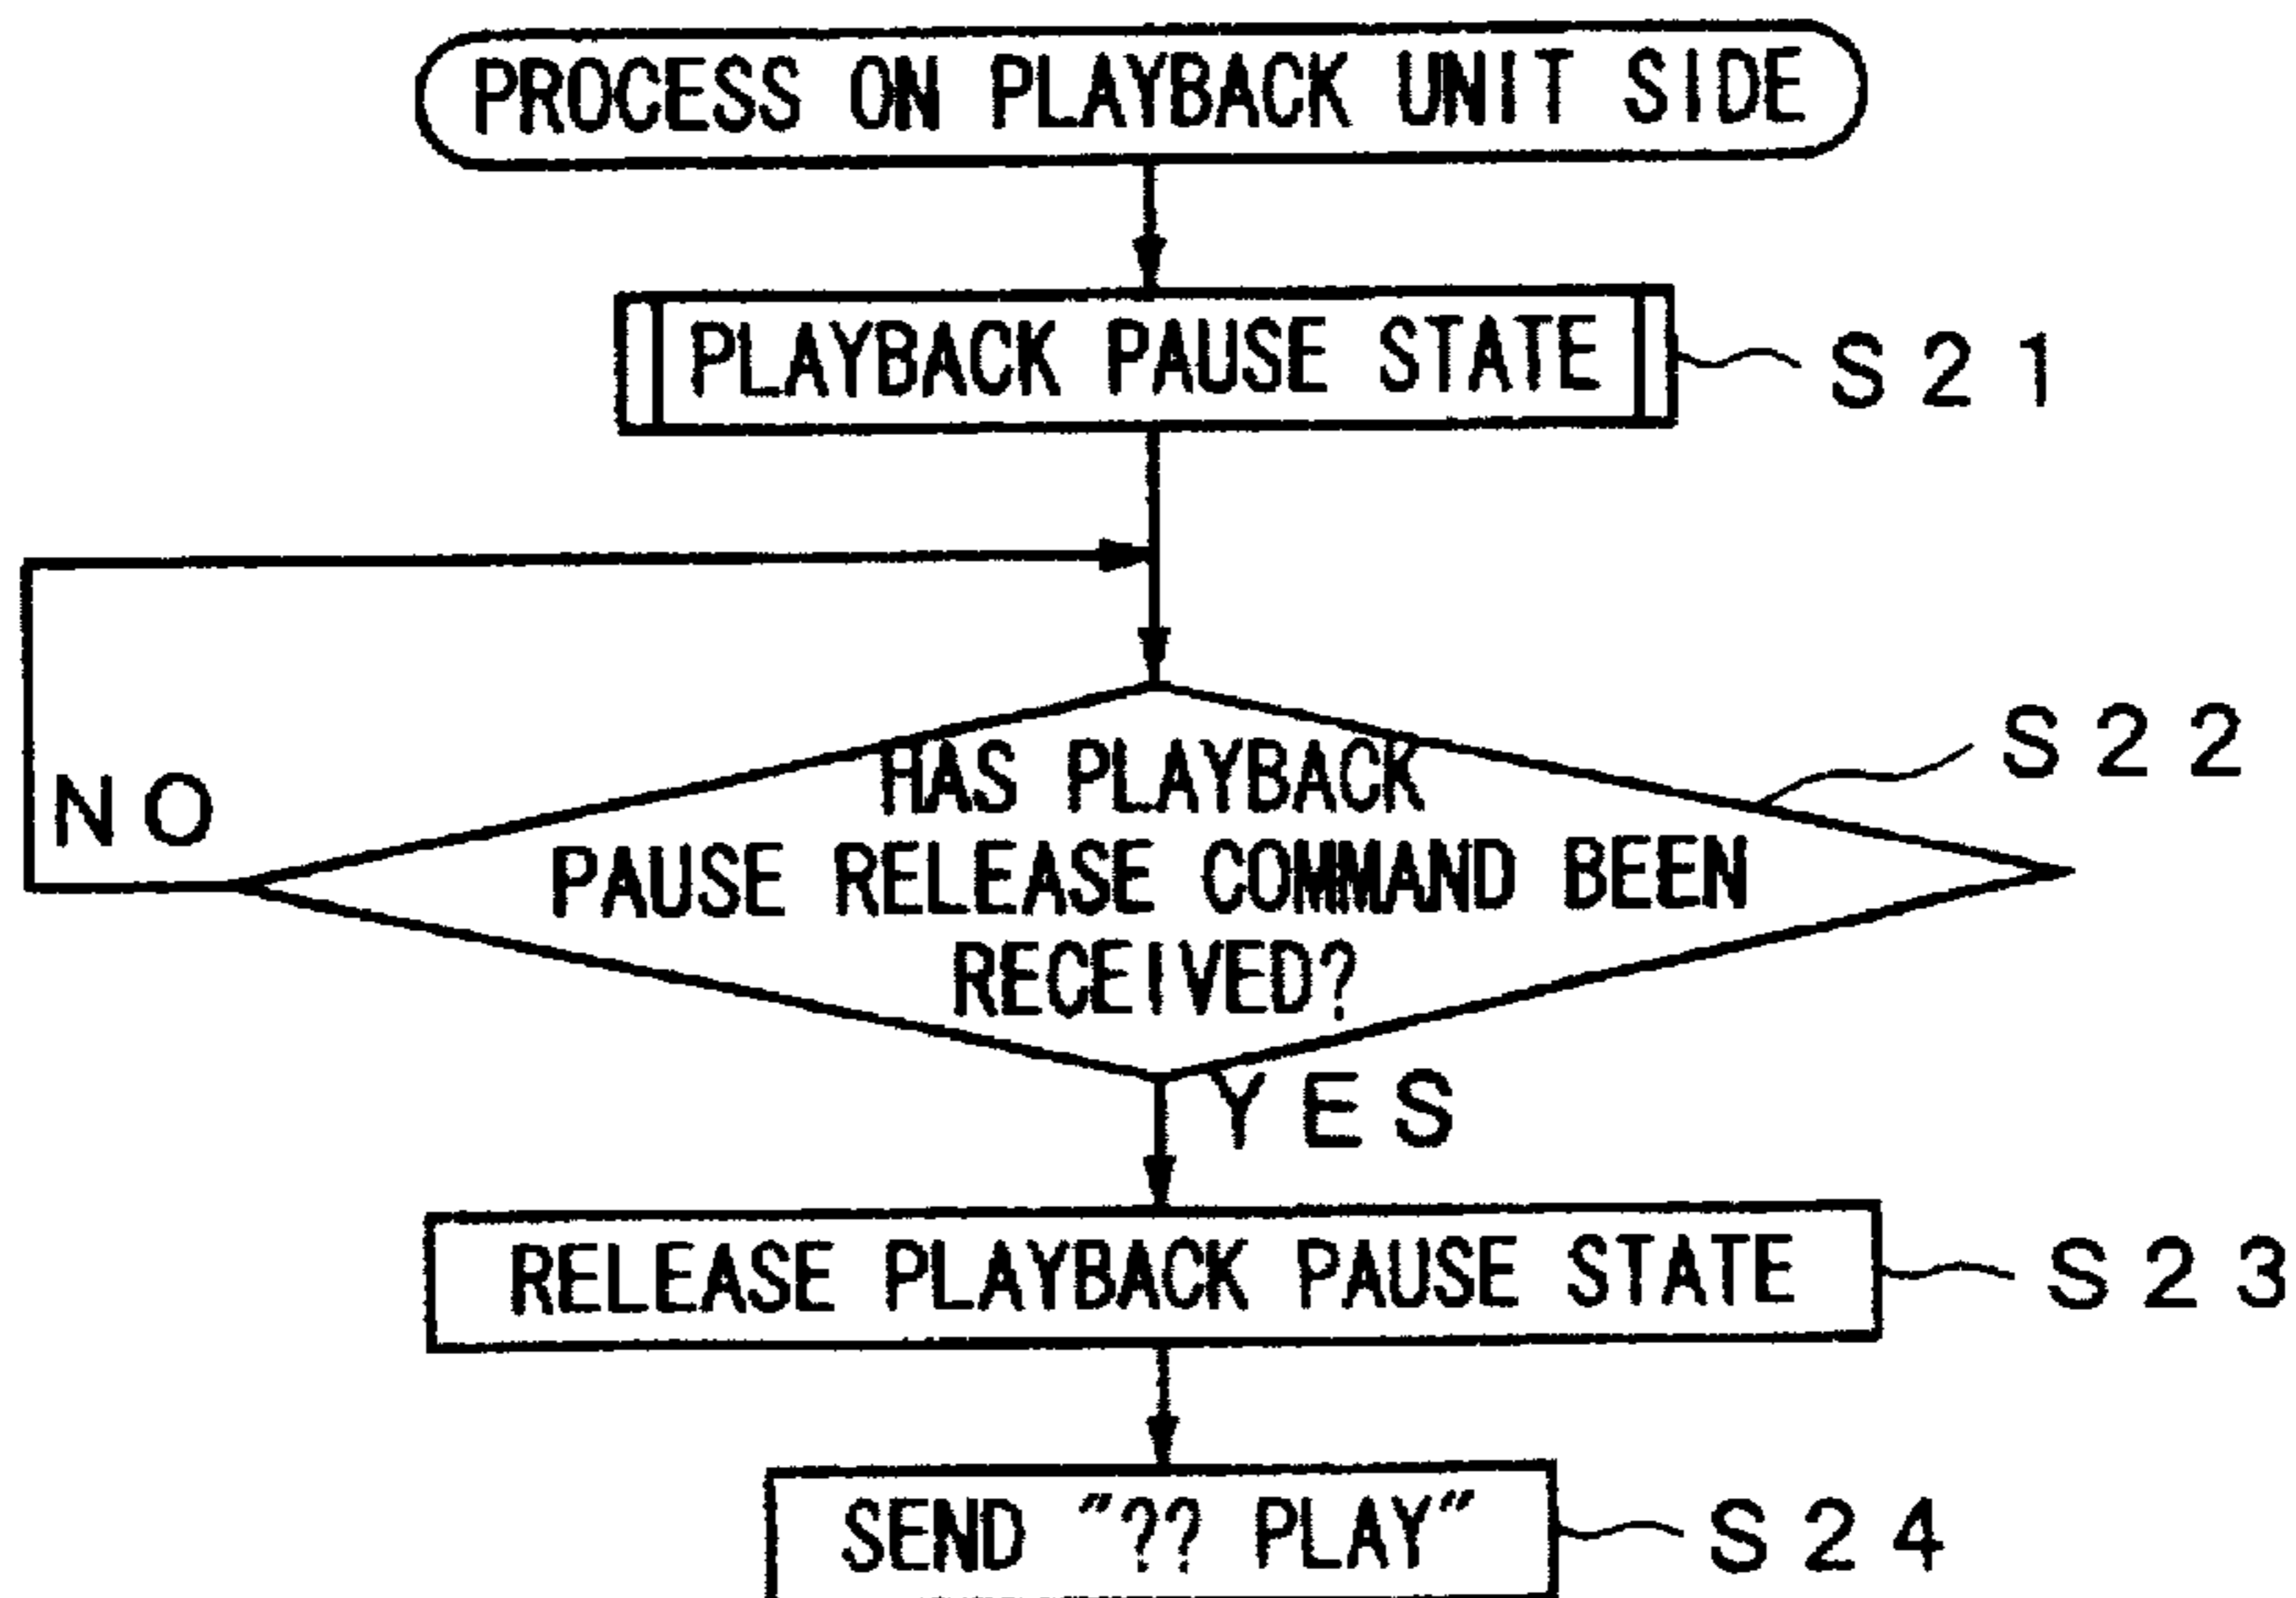 PROCESS ON PLAYBACK UNIT SIDE
PLAYBACK PAUSE STATE
S21
HAS PLAYBACK
PAUSE RELEASE COMMAND BEEN
RECEIVED?
S22
NO
YES
RELEASE PLAYBACK PAUSE STATE
S23
SEND "?? PLAY"
S24